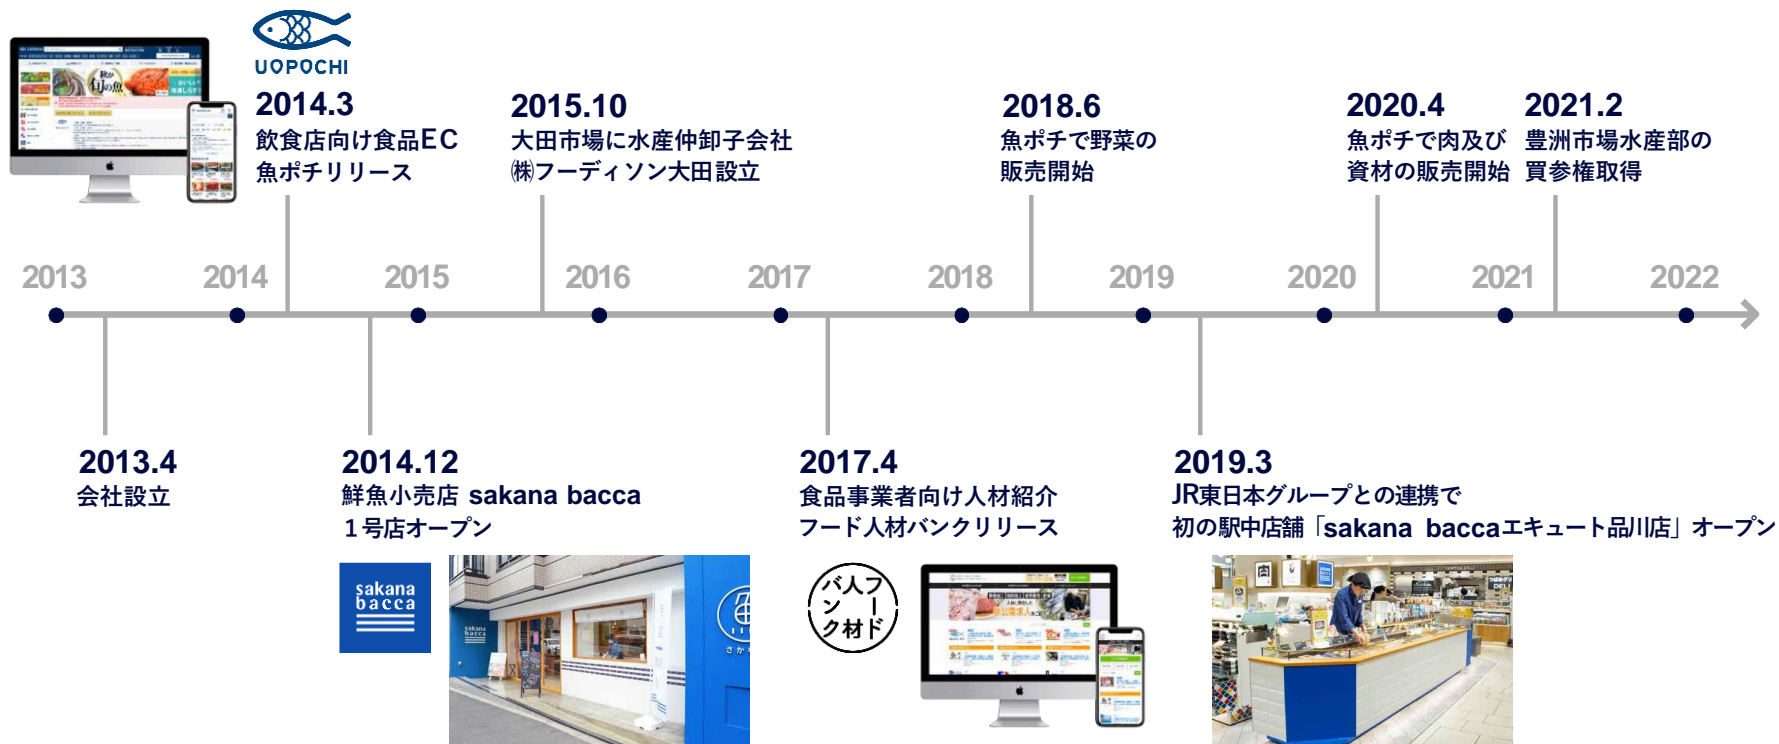 UOPOCHI
2014.3
飲食店向け食品EC
魚ポチリリース
2015.10
大田市場に水産仲卸子会社
㈱フーディソン大田設立
2018.6
魚ポチで野菜の
販売開始
2020.4
魚ポチで肉及び
資材の販売開始
2021.2
豊洲市場水産部の
買参権取得
2013
2014
2015
2016
2017
2018
2019
2020
2021
2022
2013.4
会社設立
2014.12
鮮魚小売店 sakana bacca
１号店オープン
sakana
bacca
sakana
bacca
2017.4
食品事業者向け人材紹介
フード人材バンクリリース
フード
人材
バンク
2019.3
JR東日本グループとの連携で
初の駅中店舗「sakana baccaエキュート品川店」オープン
旬の魚